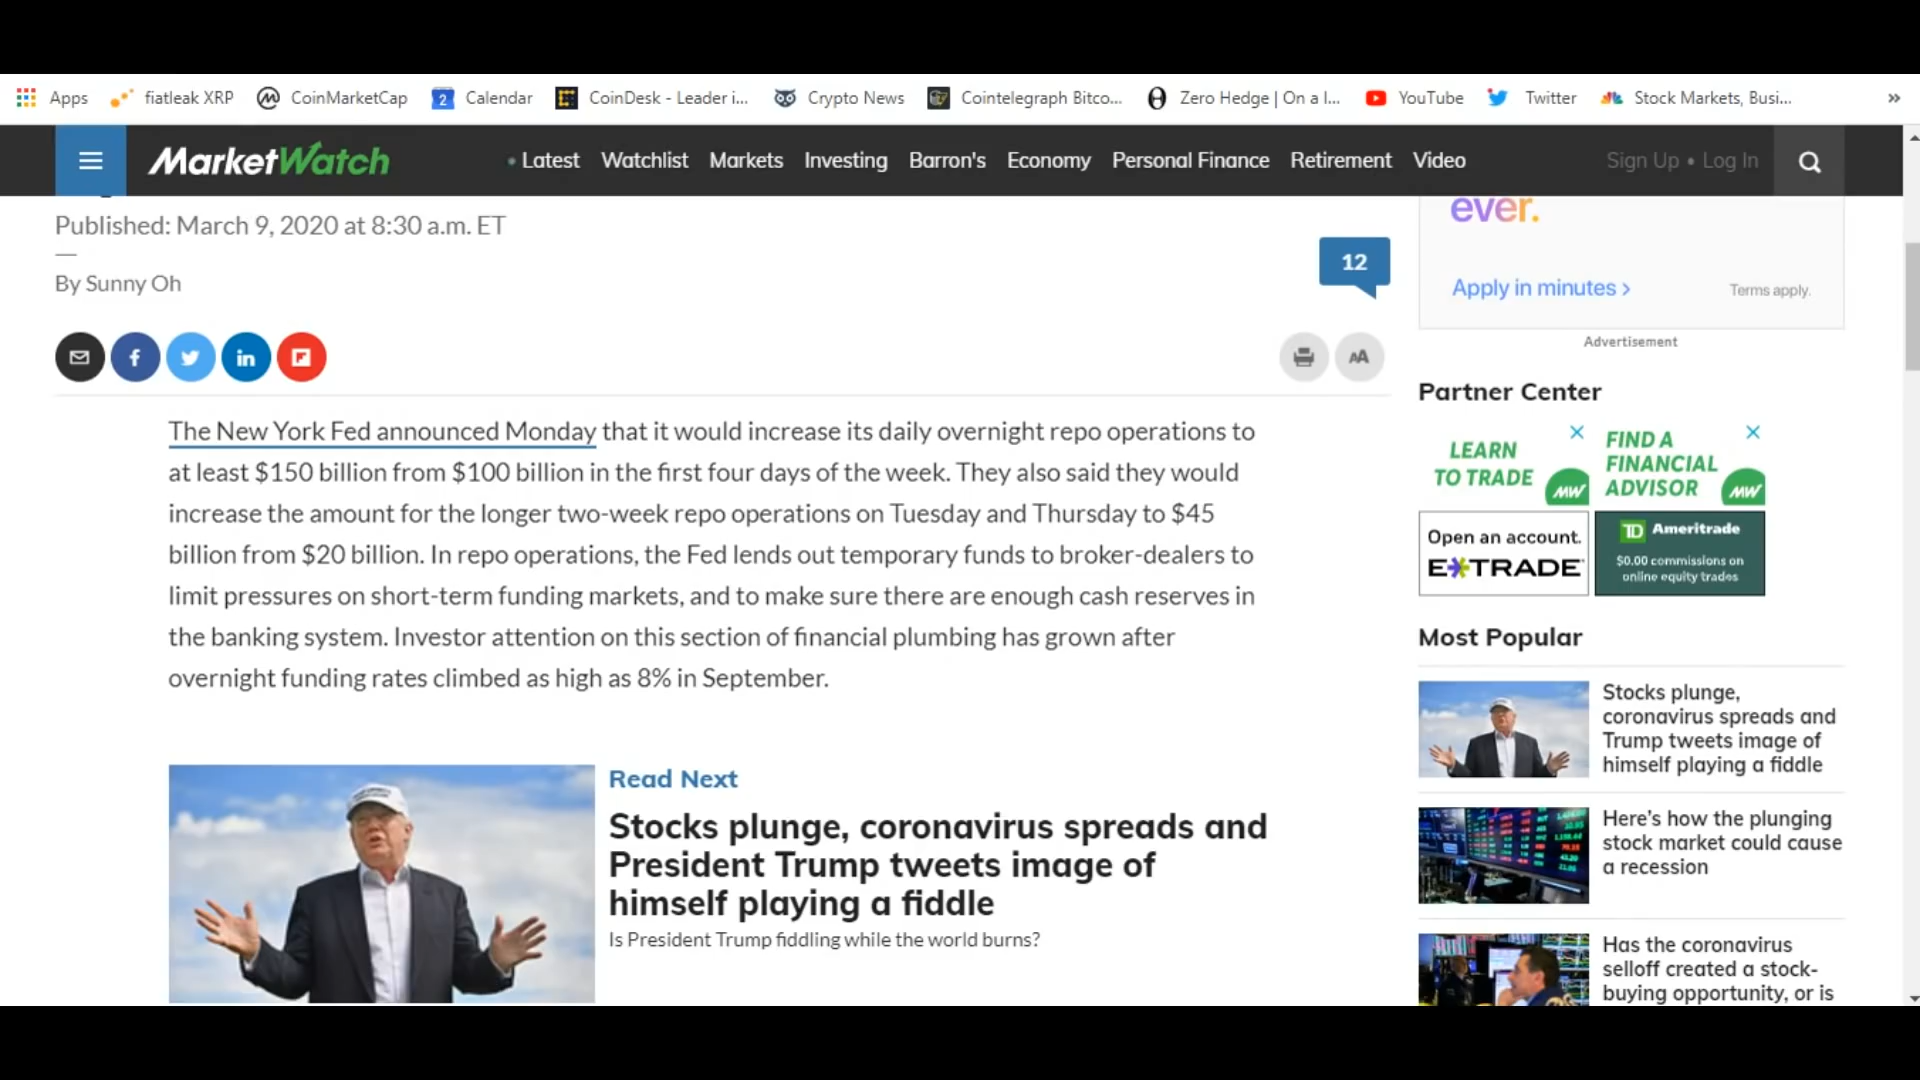 Apps
fiatleak XRP
CoinMarketCap
2
Calendar
CoinDesk - Leader i...
Crypto News
Cointelegraph Bitco...
Zero Hedge | On a I...
YouTube
Twitter
Stock Markets, Busi...
»
MarketWatch
• Latest
Watchlist
Markets
Investing
Barron's
Economy
Personal Finance
Retirement
Video
Sign Up • Log In
Published: March 9, 2020 at 8:30 a.m. ET
By Sunny Oh
12
AA
The New York Fed announced Monday that it would increase its daily overnight repo operations to
at least $150 billion from $100 billion in the first four days of the week. They also said they would
increase the amount for the longer two-week repo operations on Tuesday and Thursday to $45
billion from $20 billion. In repo operations, the Fed lends out temporary funds to broker-dealers to
limit pressures on short-term funding markets, and to make sure there are enough cash reserves in
the banking system. Investor attention on this section of financial plumbing has grown after
overnight funding rates climbed as high as 8% in September.
Read Next
Stocks plunge, coronavirus spreads and
President Trump tweets image of
himself playing a fiddle
Is President Trump fiddling while the world burns?
ever.
Apply in minutes ›
Terms apply.
Advertisement
Partner Center
LEARN
TO TRADE
MW
FIND A
FINANCIAL
ADVISOR
MW
Open an account.
E*TRADE
TD Ameritrade
$0.00 commissions on
online equity trades
Most Popular
Stocks plunge,
coronavirus spreads and
Trump tweets image of
himself playing a fiddle
Here's how the plunging
stock market could cause
a recession
Has the coronavirus
selloff created a stock-
buying opportunity, or is